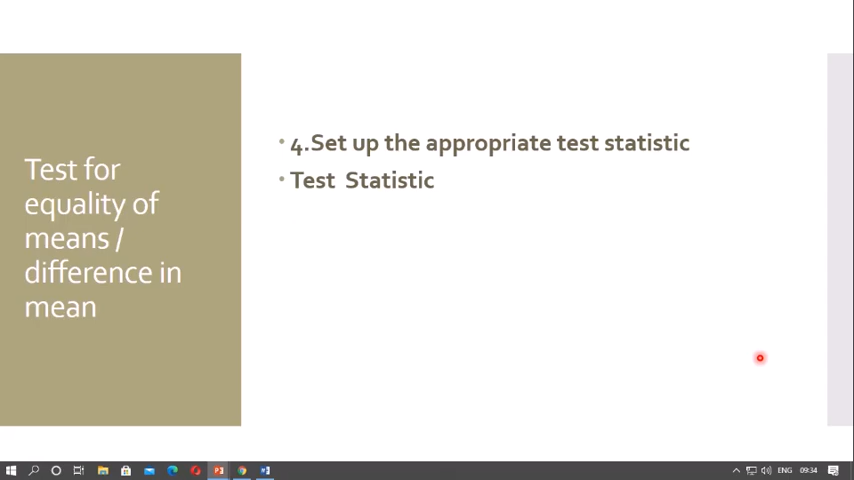 Test for
equality of
means /
difference in
mean
• 4.Set up the appropriate test statistic
• Test Statistic
ENG
09:34